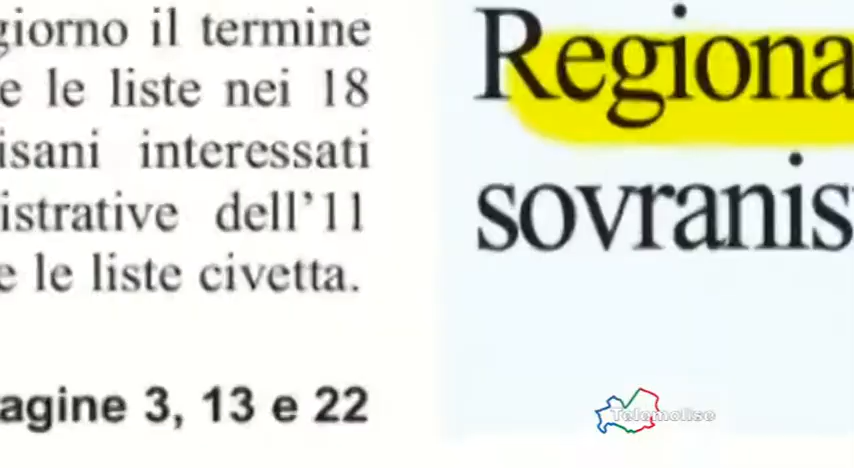 giorno il termine
e le liste nei 18
isani interessati
istrative dell'11
e le liste civetta.
agine 3, 13 e 22
Regiona
sovranis
Telemolise